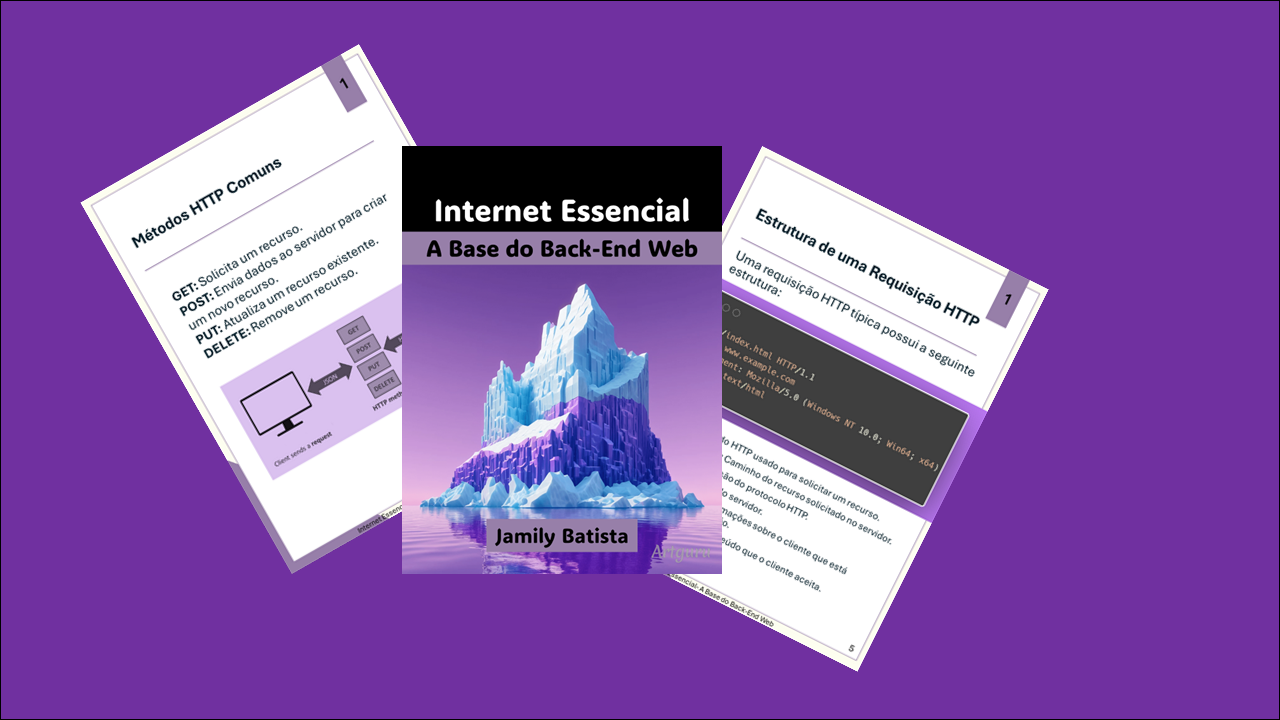 1
Métodos HTTP Comuns
GET: Solicita um recurso.
POST: Envia dados ao servidor para criar
um novo recurso.
PUT: Atualiza um recurso existente.
DELETE: Remove um recurso.
GET
POST
PUT
DELETE
JSON
HTTP
Client sends a request
Internet
Internet Essencial
A Base do Back-End Web
Jamily Batista
Artguru
1
Estrutura de uma Requisição HTTP
Uma requisição HTTP típica possui a seguinte
estrutura:
/index.html HTTP/1.1
www.example.com
Mozilla/5.0 (Windows NT 10.0; Win64; x64)
text/html
HTTP usado para solicitar um recurso.
Caminho do recurso solicitado no servidor.
do protocolo HTTP.
servidor.
sobre o cliente que está
que o cliente aceita.
A Base do Back-End Web
5